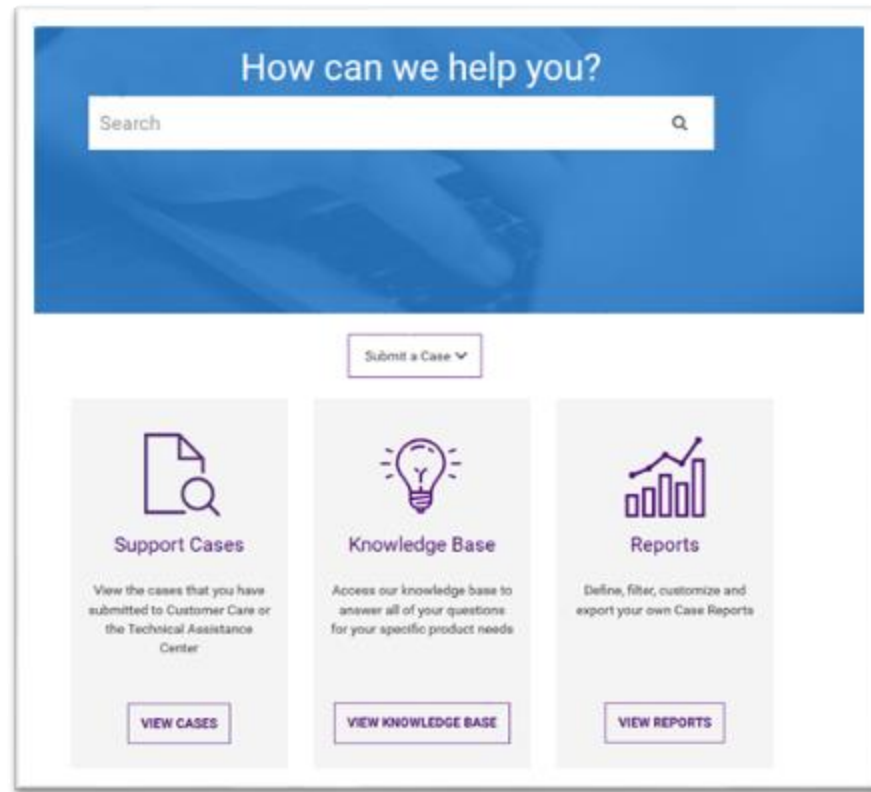 How can we help you?
Search
Submit a Case
Support Cases
View the cases that you have
submitted to Customer Care or
the Technical Assistance
Center
VIEW CASES
Knowledge Base
Access our knowledge base to
answer all of your questions
for your specific product needs
VIEW KNOWLEDGE BASE
Reports
Define, filter, customize and
export your own Case Reports
VIEW REPORTS